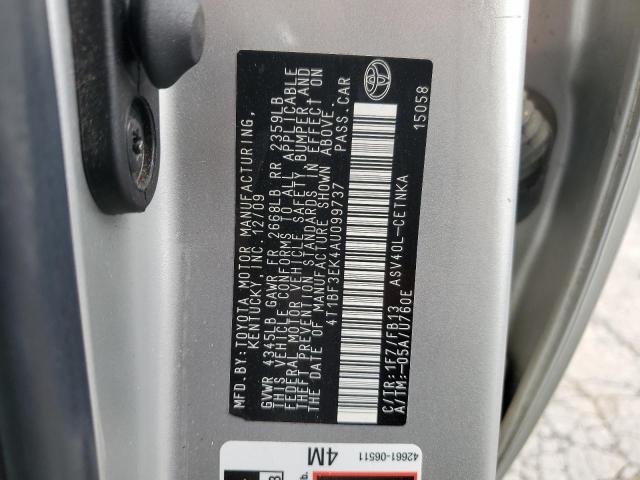 MFD. BY: TOYOTA MOTOR MANUFACTURING,
KENTUCKY, INC. 12/09
GVWR 4345LB GAWR FR 2668LB RR 2359LB
THIS VEHICLE CONFORMS TO ALL APPLICABLE
FEDERAL MOTOR VEHICLE SAFETY, BUMPER, AND
THEFT PREVENTION STANDARDS IN EFFECT ON
THE DATE OF MANUFACTURE SHOWN ABOVE.
4T1BF3EK4AU099737 PASS. CAR
C/TR: 1F7/FB13 ASV40L-CETNKA
A/TM: -05A/U760E 15058
4M
42661-06511